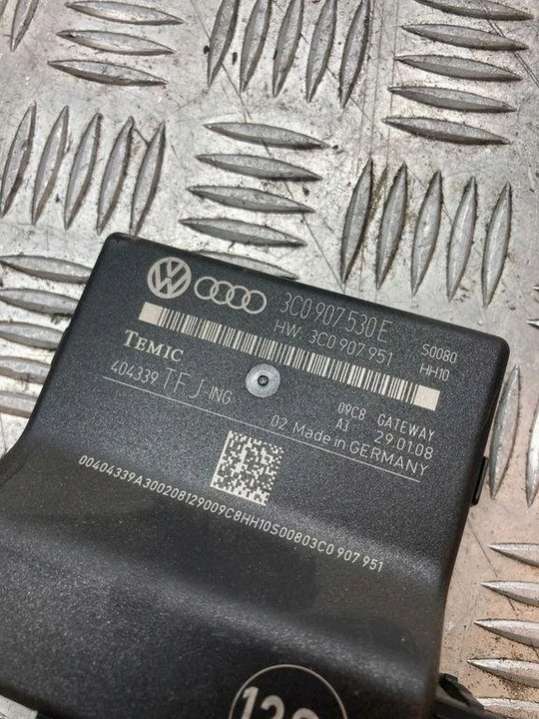 3C0 907 530 E
HW 3C0 907 951
S0080
HH10
TEMIC
404339 TFJ-ING
09C8 GATEWAY
AI 29.01.08
02 Made in GERMANY
00404339A300208129009C8HH10S00803C0 907 951